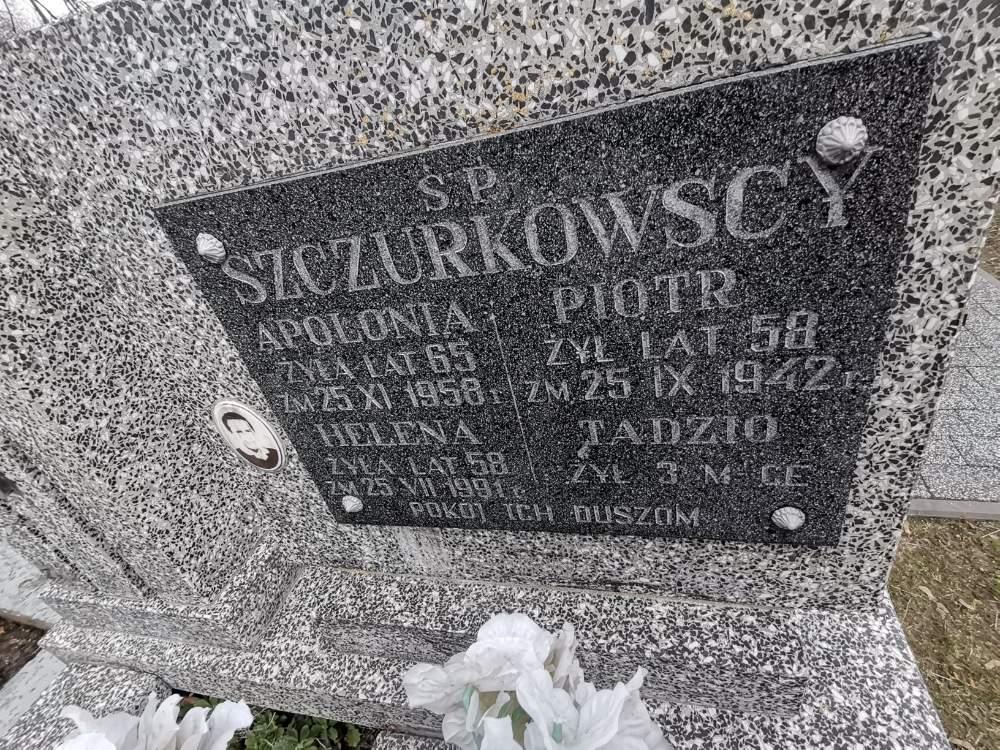 S.P.
SZCZURKOWSCY
APOLONIA
ŻYŁA LAT 65
ZM 25 XI 1958 r.
HELENA
ŻYŁA LAT 58
ZM 25 VII 1991 r.
PIOTR
ŻYŁ LAT 58
ZM 25 IX 1942 r.
TADZIO
ŻYŁ 3 M-CE
POKÓJ ICH DUSZOM